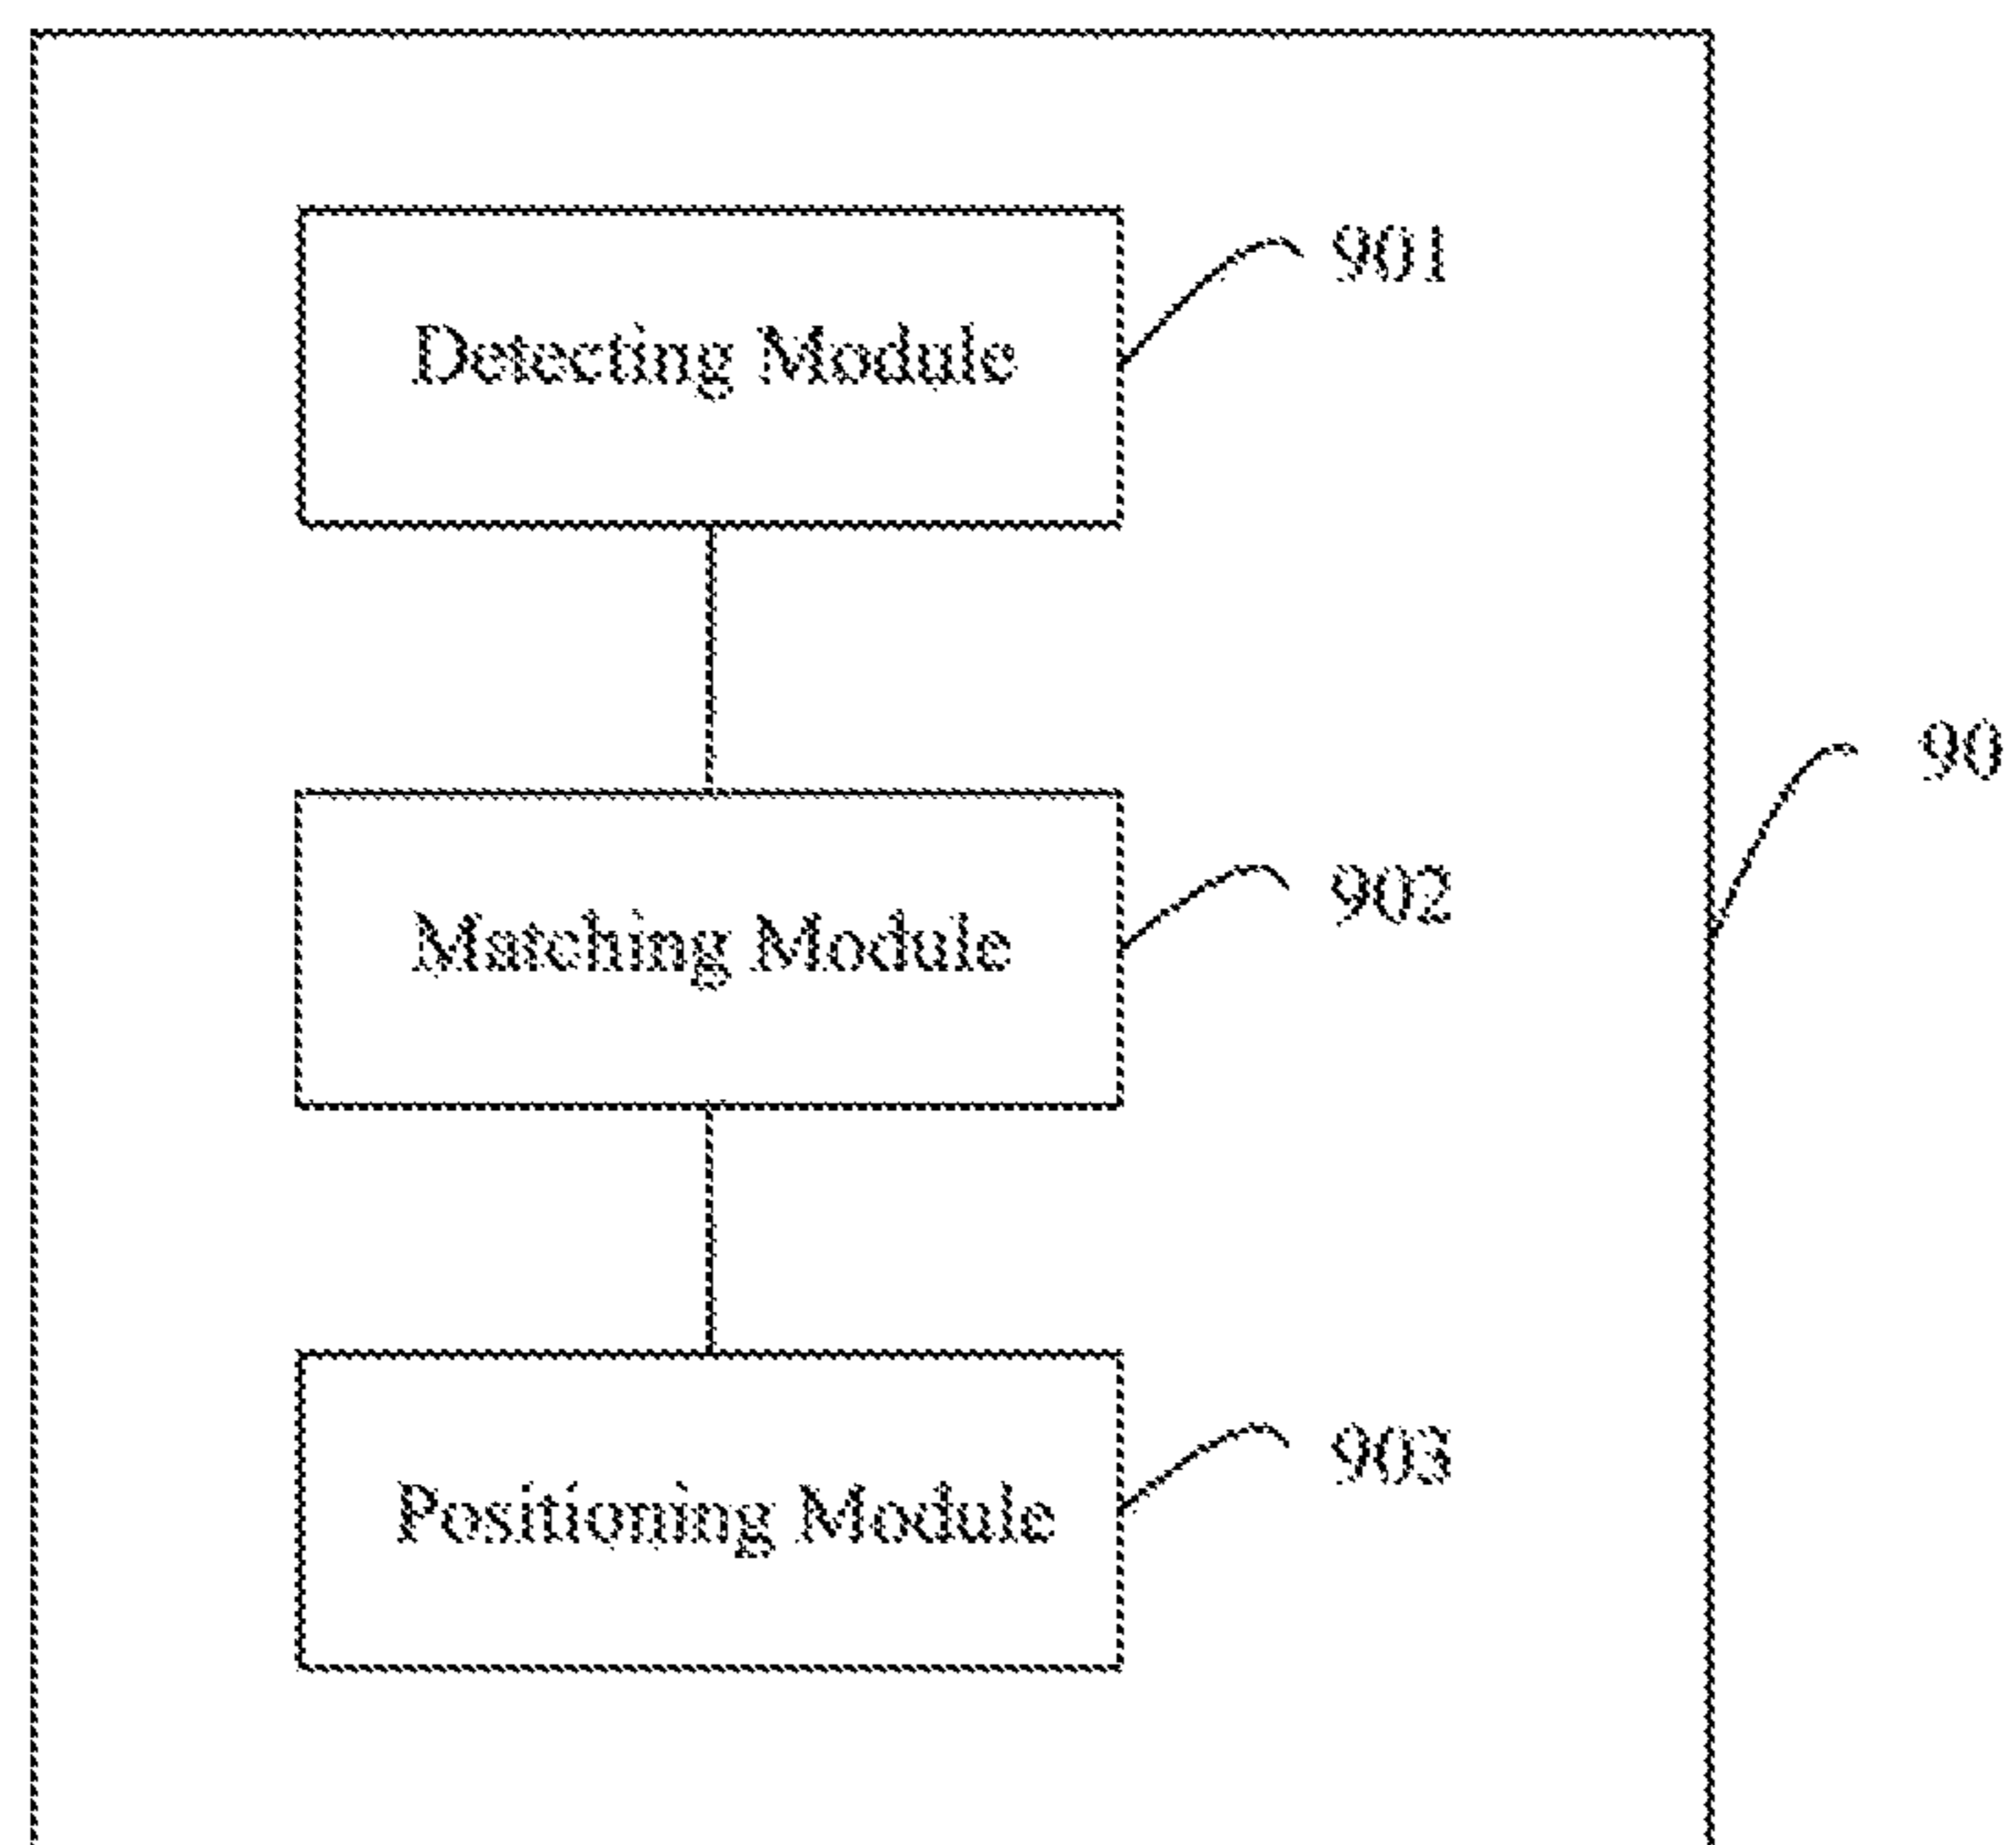 901
Detecting Module
90
902
Matching Module
903
Positioning Module